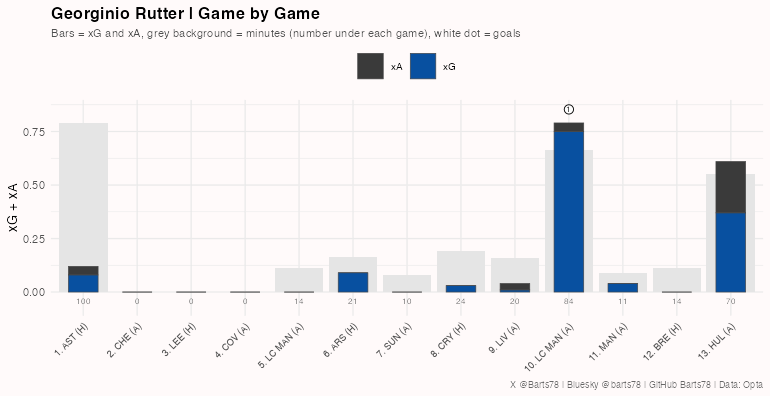 Georginio Rutter | Game by Game
Bars = xG and xA, grey background = minutes (number under each game), white dot = goals
xA xG
xG + xA
0.75
0.50
0.25
0.00
1
100 0 0 0 14 21 10 24 20 84 11 14 70
1. AST (H)
2. CHE (A)
3. LEE (H)
4. COV (A)
5. LC MAN (A)
6. ARS (H)
7. SUN (A)
8. CRY (H)
9. LIV (A)
10. LC MAN (A)
11. MAN (A)
12. BRE (H)
13. HUL (A)
X @Barts78 | Bluesky @barts78 | GitHub Barts78 | Data: Opta